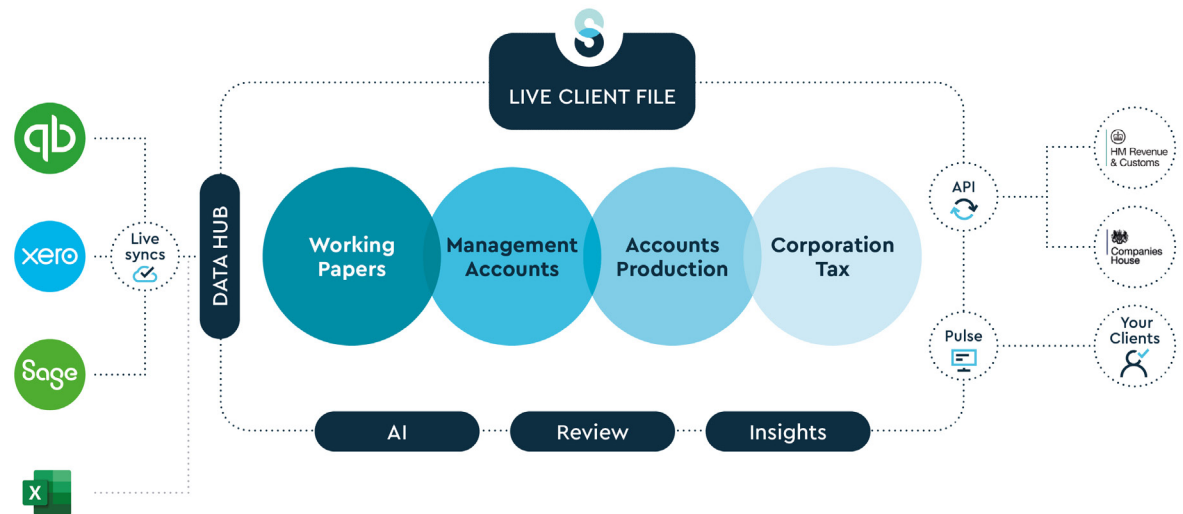 LIVE CLIENT FILE
qb
xero
Sage
X
Live
syncs
DATA HUB
Working
Papers
Management
Accounts
Accounts
Production
Corporation
Tax
API
Pulse
HM Revenue
& Customs
Companies
House
Your
Clients
AI
Review
Insights